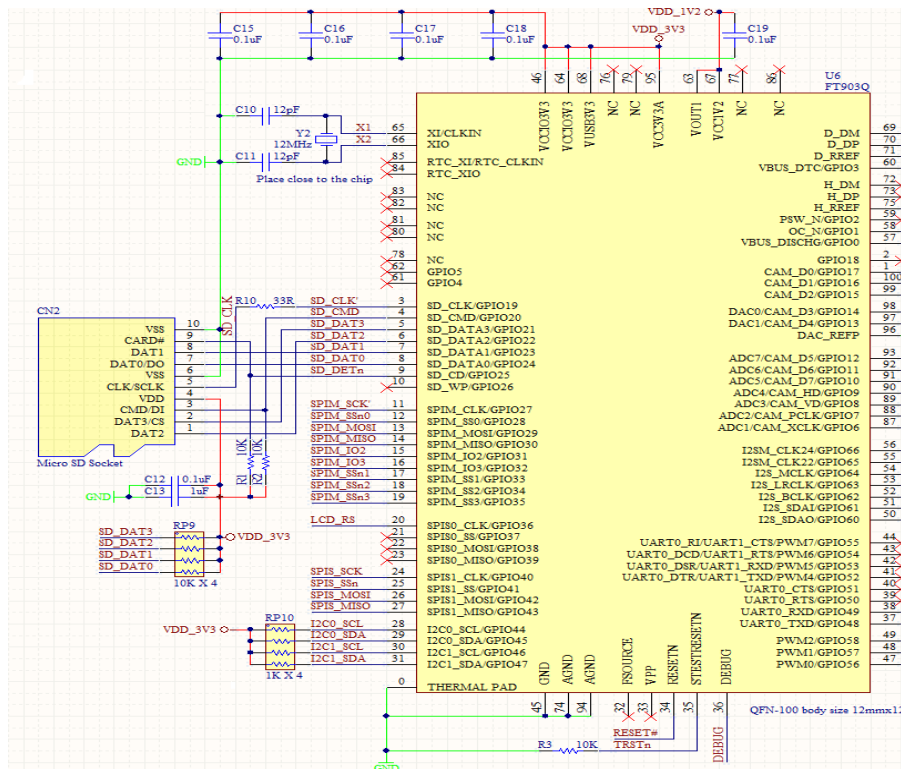 VDD_1V2
VDD_3V3
C15
0.1uF
C16
0.1uF
C17
0.1uF
C18
0.1uF
C19
0.1uF
46
64
68
76
79
95
63
67
77
86
U6
FT903Q
VCCIO3V3
VCCIO3V3
VUSB3V3
NC
NC
VCC3V3A
VOUT1
VCC1V2
NC
NC
C10
12pF
Y2
12MHz
C11
12pF
GND
Place close to the chip
X1
X2
65 XI/CLKIN
66 XIO
85 RTC_XI/RTC_CLKIN
84 RTC_XIO
83 NC
82 NC
81 NC
80 NC
78 NC
62 GPIO5
61 GPIO4
SD_CLK
R10
33R
SD_CLK' 3 SD_CLK/GPIO19
SD_CMD 4 SD_CMD/GPIO20
SD_DAT3 5 SD_DATA3/GPIO21
SD_DAT2 6 SD_DATA2/GPIO22
SD_DAT1 7 SD_DATA1/GPIO23
SD_DAT0 8 SD_DATA0/GPIO24
SD_DETn 9 SD_CD/GPIO25
10 SD_WP/GPIO26
SPIM_SCK' 11 SPIM_CLK/GPIO27
SPIM_SSn0 12 SPIM_SS0/GPIO28
SPIM_MOSI 13 SPIM_MOSI/GPIO29
SPIM_MISO 14 SPIM_MISO/GPIO30
SPIM_IO2 15 SPIM_IO2/GPIO31
SPIM_IO3 16 SPIM_IO3/GPIO32
SPIM_SSn1 17 SPIM_SS1/GPIO33
SPIM_SSn2 18 SPIM_SS2/GPIO34
SPIM_SSn3 19 SPIM_SS3/GPIO35
LCD_RS 20 SPIS0_CLK/GPIO36
21 SPIS0_SS/GPIO37
22 SPIS0_MOSI/GPIO38
23 SPIS0_MISO/GPIO39
SPIS_SCK 24 SPIS1_CLK/GPIO40
SPIS_SSn 25 SPIS1_SS/GPIO41
SPIS_MOSI 26 SPIS1_MOSI/GPIO42
SPIS_MISO 27 SPIS1_MISO/GPIO43
I2C0_SCL 28 I2C0_SCL/GPIO44
I2C0_SDA 29 I2C0_SDA/GPIO45
I2C1_SCL 30 I2C1_SCL/GPIO46
I2C1_SDA 31 I2C1_SDA/GPIO47
0 THERMAL PAD
CN2
VSS 10
CARD# 9
DAT1 8
DAT0/DO 7
VSS 6
CLK/SCLK 5
VDD 4
CMD/DI 3
DAT3/CS 2
DAT2 1
Micro SD Socket
R1
10K
R2
10K
C12
0.1uF
GND
C13
1uF
RP9
SD_DAT3
SD_DAT2
SD_DAT1
SD_DAT0
VDD_3V3
10K X 4
RP10
VDD_3V3
1K X 4
D_DM 69
D_DP 70
D_RREF 71
VBUS_DTC/GPIO3 60
H_DM 72
H_DP 73
H_RREF 75
PSW_N/GPIO2 59
OC_N/GPIO1 58
VBUS_DISCHG/GPIO0 57
GPIO18 2
CAM_D0/GPIO17 1
CAM_D1/GPIO16 100
CAM_D2/GPIO15 99
DAC0/CAM_D3/GPIO14 98
DAC1/CAM_D4/GPIO13 97
DAC_REFP 96
ADC7/CAM_D5/GPIO12 93
ADC6/CAM_D6/GPIO11 92
ADC5/CAM_D7/GPIO10 91
ADC4/CAM_HD/GPIO9 90
ADC3/CAM_VD/GPIO8 89
ADC2/CAM_PCLK/GPIO7 88
ADC1/CAM_XCLK/GPIO6 87
I2SM_CLK24/GPIO66 56
I2SM_CLK22/GPIO65 55
I2S_MCLK/GPIO64 54
I2S_LRCLK/GPIO63 53
I2S_BCLK/GPIO62 52
I2S_SDAI/GPIO61 51
I2S_SDAO/GPIO60 50
UART0_RI/UART1_CTS/PWM7/GPIO55 44
UART0_DCD/UART1_RTS/PWM6/GPIO54 43
UART0_DSR/UART1_RXD/PWM5/GPIO53 42
UART0_DTR/UART1_TXD/PWM4/GPIO52 41
UART0_CTS/GPIO51 40
UART0_RTS/GPIO50 39
UART0_RXD/GPIO49 38
UART0_TXD/GPIO48 37
PWM2/GPIO58 49
PWM1/GPIO57 48
PWM0/GPIO56 47
GND
AGND
AGND
FSOURCE
VPP
RESETN
STESTRESETN
DEBUG
45
74
94
32
33
34
35
36
QFN-100 body size 12mmx12
RESET#
TRSTn
R3
10K
DEBUG
GND